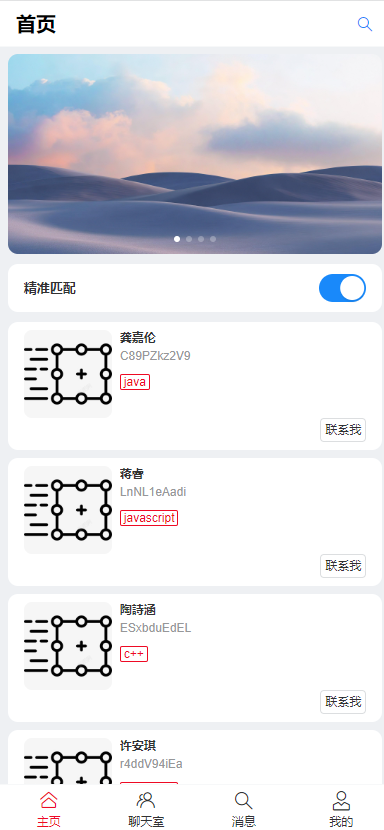 首页
精准匹配
龚嘉伦
C89PZkz2V9
java
联系我
蒋睿
LnNL1eAadi
javascript
联系我
陶詩涵
ESxbduEdEL
c++
联系我
许安琪
r4ddV94iEa
主页
聊天室
消息
我的